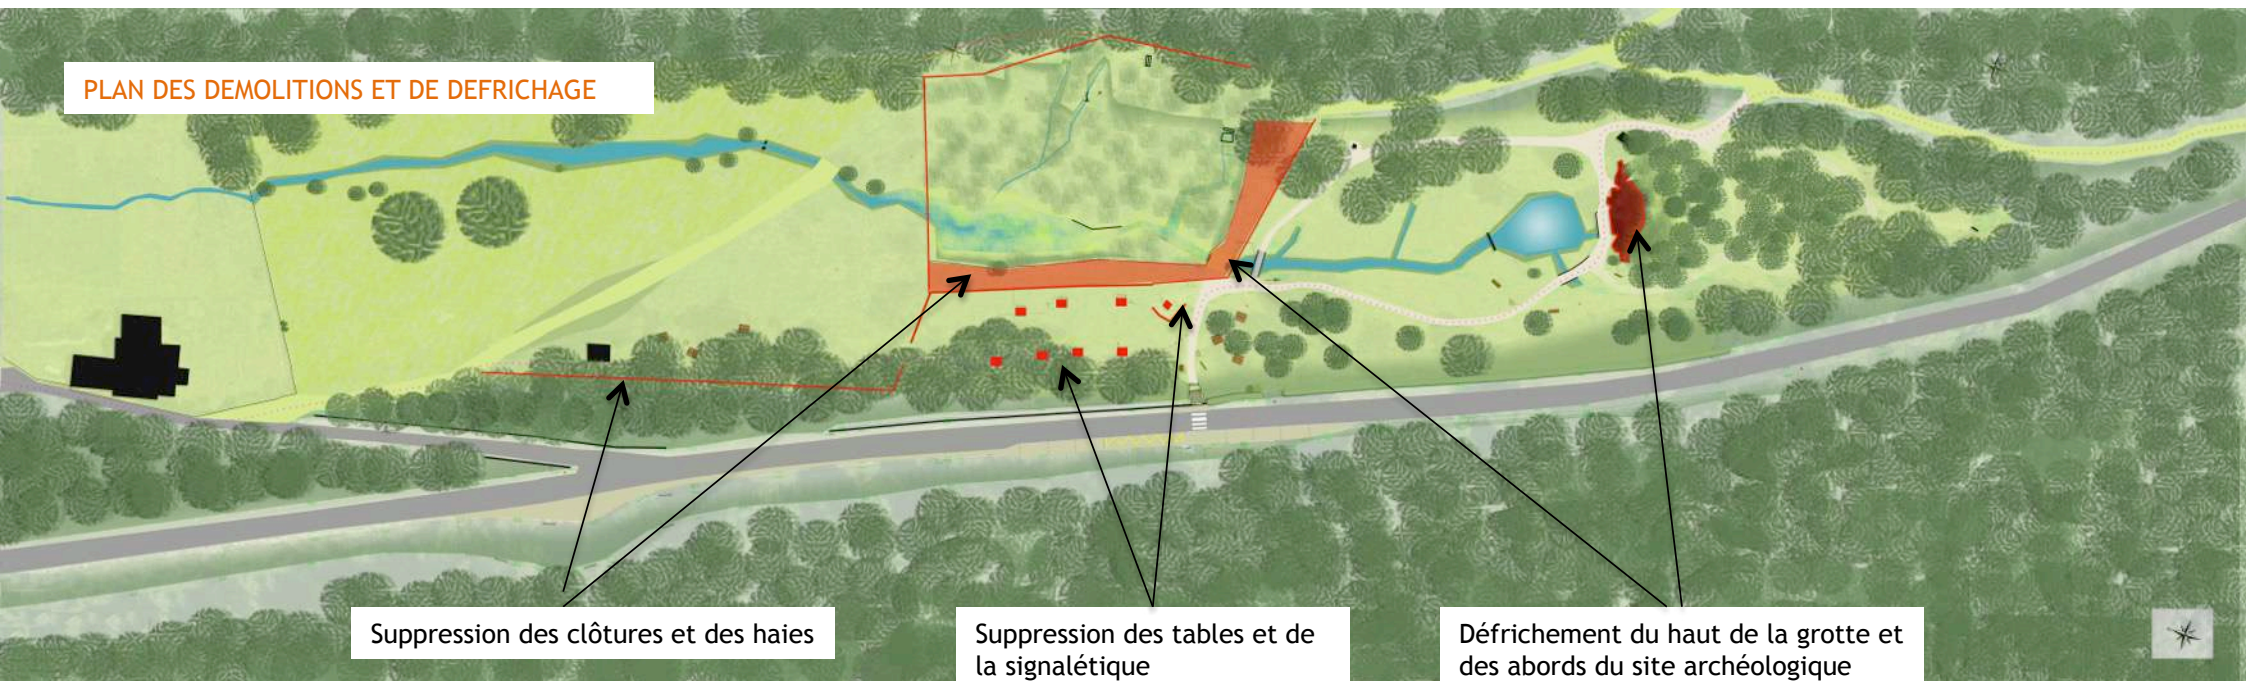 PLAN DES DEMOLITIONS ET DE DEFRICHAGE
Suppression des clôtures et des haies
Suppression des tables et de
la signalétique
Défrichement du haut de la grotte et
des abords du site archéologique